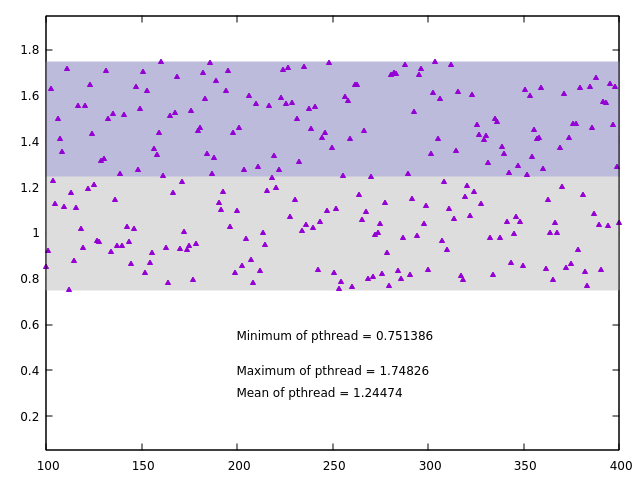 1.8
1.6
1.4
1.2
1
0.8
0.6
Minimum of pthread = 0.751386
0.4
Maximum of pthread = 1.74826
Mean of pthread = 1.24474
0.2
100 150 200 250 300 350 400